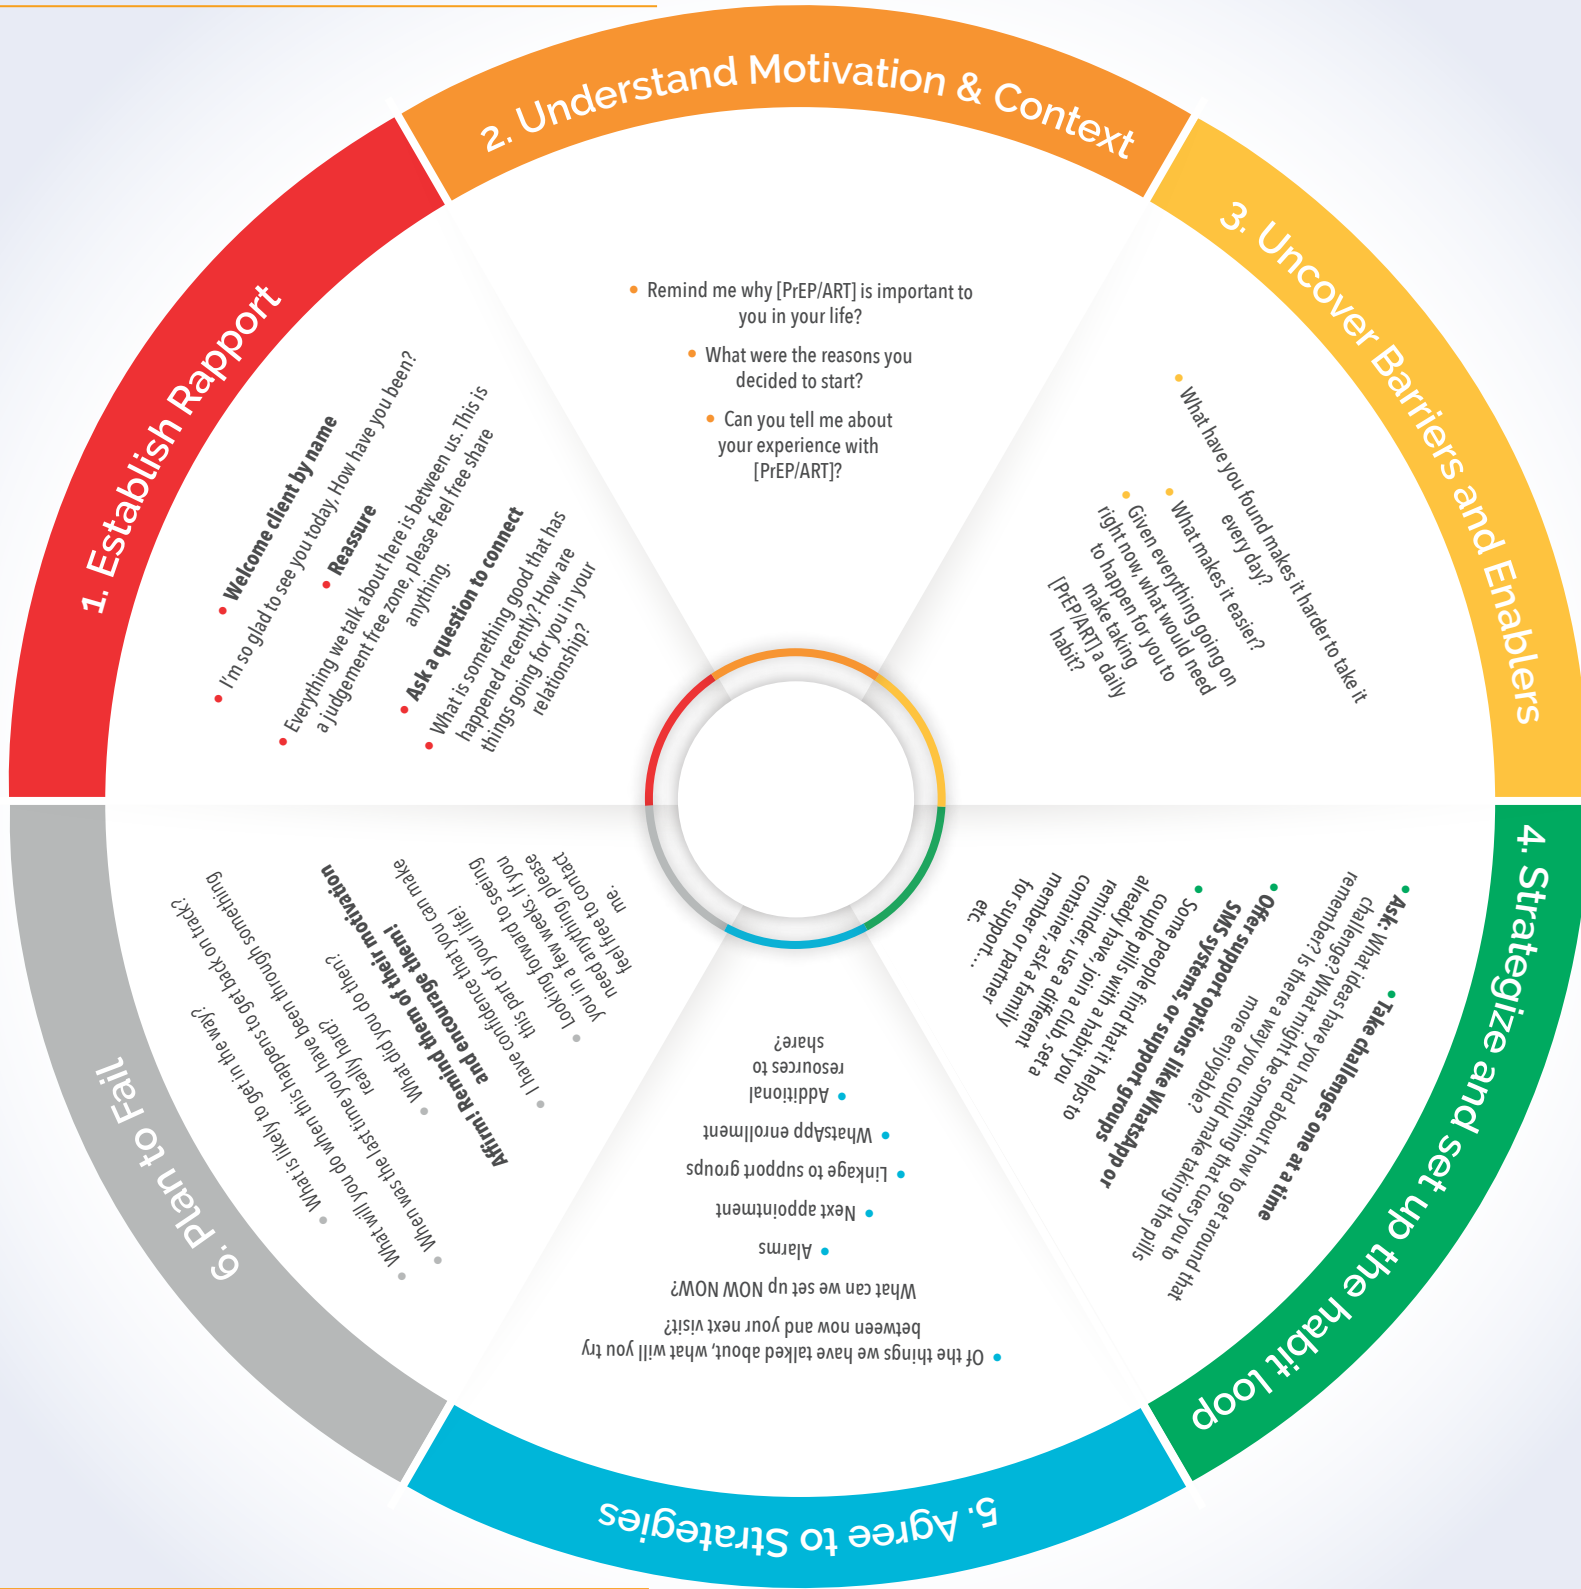 1. Establish Rapport
• Welcome client by name
• I'm so glad to see you today, How have you been?
• Reassure
• Everything we talk about here is between us. This is
a judgement free zone, please feel free share
anything.
• Ask a question to connect
• What is something good that has
happened recently? How are
things going for you in your
relationship?
2. Understand Motivation & Context
• Remind me why [PrEP/ART] is important to
you in your life?
• What were the reasons you
decided to start?
• Can you tell me about
your experience with
[PrEP/ART]?
3. Uncover Barriers and Enablers
• What have you found makes it harder to take it
every day?
• What makes it easier?
• Given everything going on
right now, what would need
to happen for you to
make taking
[PrEP/ART] a daily
habit?
4. Strategize and set up the habit loop
• Take challenges one at a time
• Ask: What ideas have you had about how to get around that
challenge? What might be something that cues you to
remember? Is there a way you could make taking the pills
more enjoyable?
• Offer support options like WhatsApp or
SMS systems, or support groups
• Some people find that it helps to
couple pills with a habit you
already have, join a club, set a
reminder, use a different
container, ask a family
member or partner
for support....
etc.
5. Agree to Strategies
• Of the things we have talked about, what will you try
between now and your next visit?
What can we set up NOW NOW?
• Alarms
• Next appointment
• Linkage to support groups
• WhatsApp enrollment
• Additional
resources to
share?
6. Plan to Fail
• What is likely to get in the way?
• What will you do when this happens to get back on track?
• When was the last time you have been through something
really hard?
• What did you do then?
Affirm! Remind them of their motivation
and encourage them!
• I have confidence that you can make
this part of your life!
• Looking forward to seeing
you in a few weeks. If you
need anything, please
feel free to contact
me.